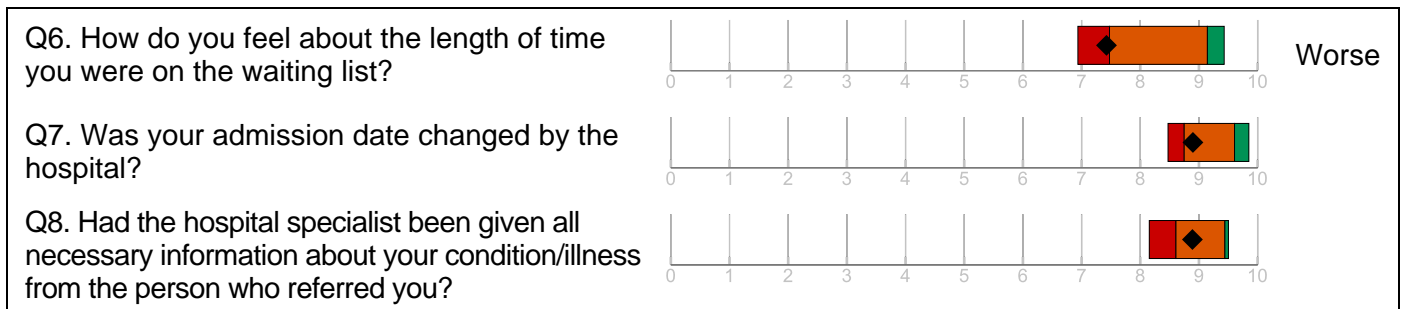 Q6. How do you feel about the length of time
you were on the waiting list?
Worse
0 1 2 3 4 5 6 7 8 9 10
Q7. Was your admission date changed by the
hospital?
0 1 2 3 4 5 6 7 8 9 10
Q8. Had the hospital specialist been given all
necessary information about your condition/illness
from the person who referred you?
0 1 2 3 4 5 6 7 8 9 10